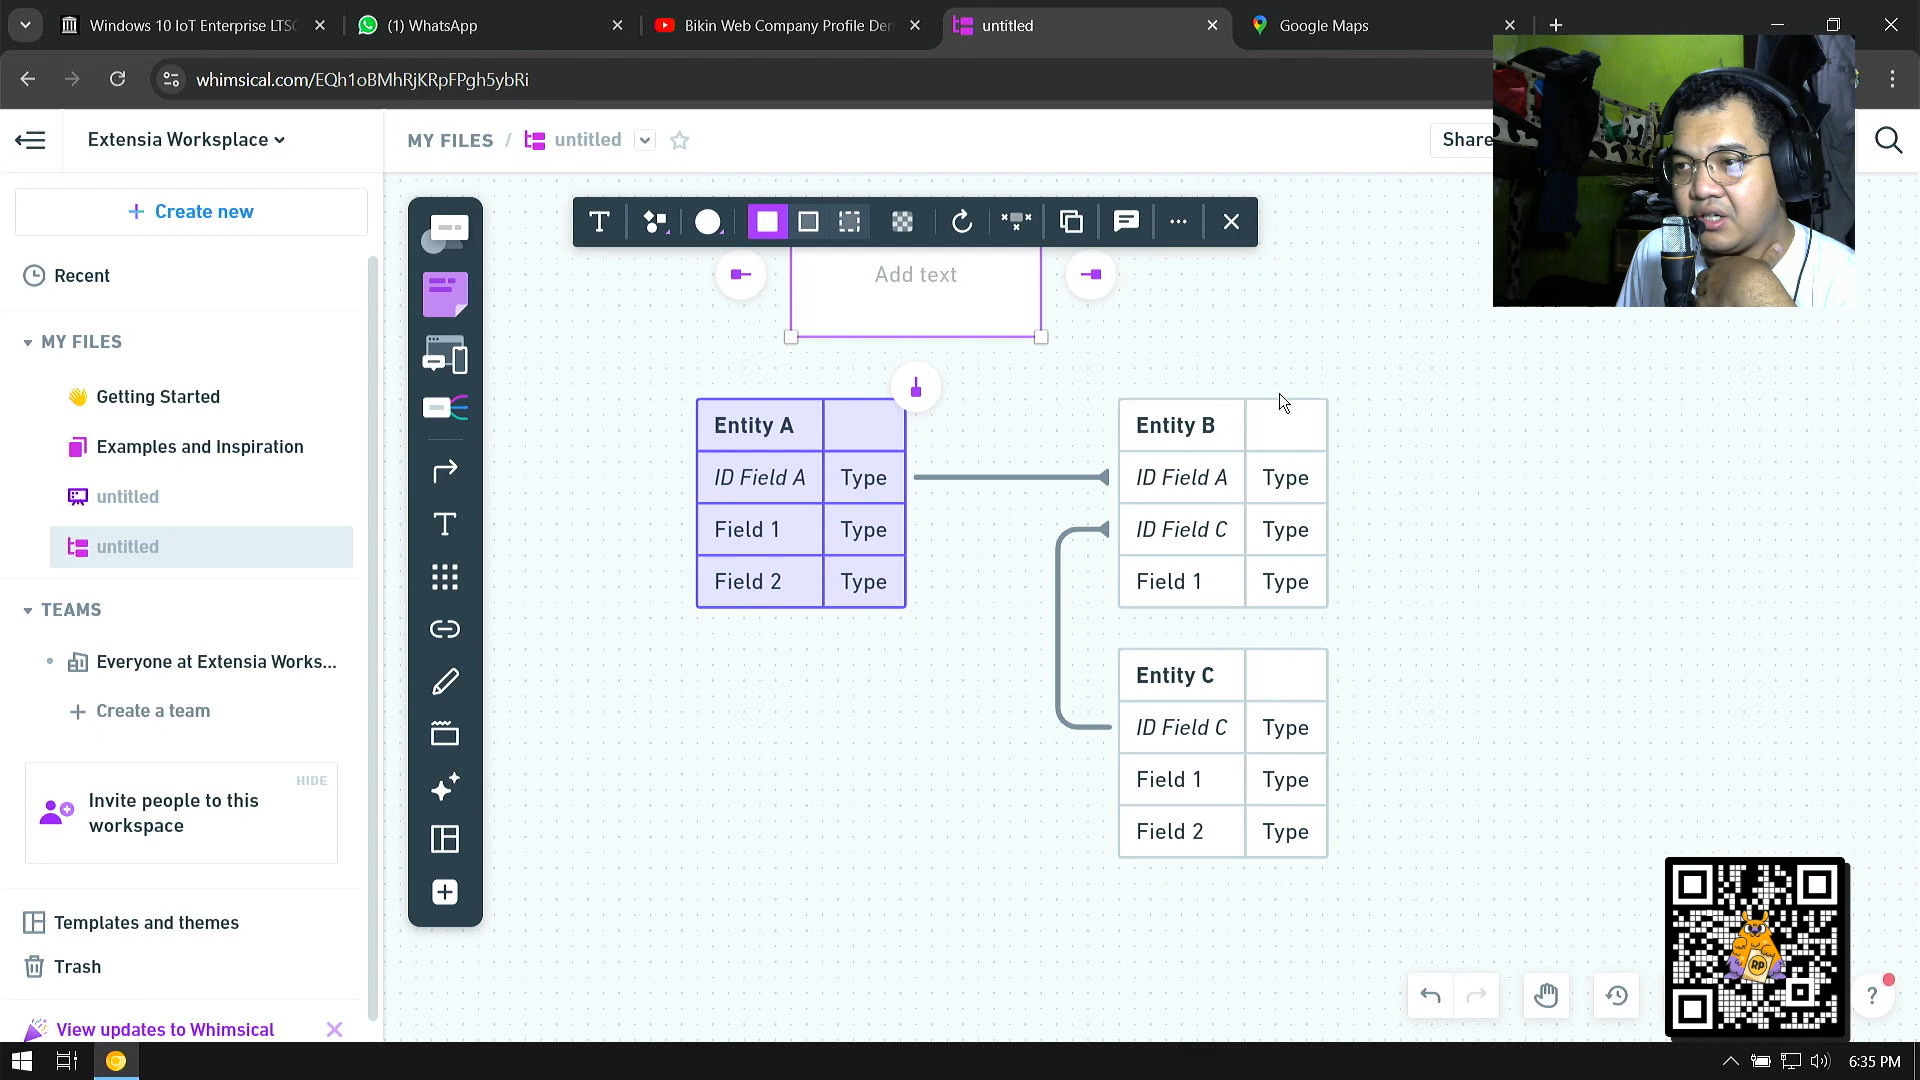 Windows 10 IoT Enterprise LTSC
(1) WhatsApp
Bikin Web Company Profile Den
untitled
Google Maps
whimsical.com/EQh1oBMhRjKRpFPgh5ybRi
Extensia Worksplace
MY FILES / untitled
Share
Create new
Recent
MY FILES
Getting Started
Examples and Inspiration
untitled
untitled
TEAMS
Everyone at Extensia Works...
Create a team
HIDE
Invite people to this
workspace
Templates and themes
Trash
View updates to Whimsical
Add text
Entity A
ID Field A Type
Field 1 Type
Field 2 Type
Entity B
ID Field A Type
ID Field C Type
Field 1 Type
Entity C
ID Field C Type
Field 1 Type
Field 2 Type
RP
?
6:35 PM